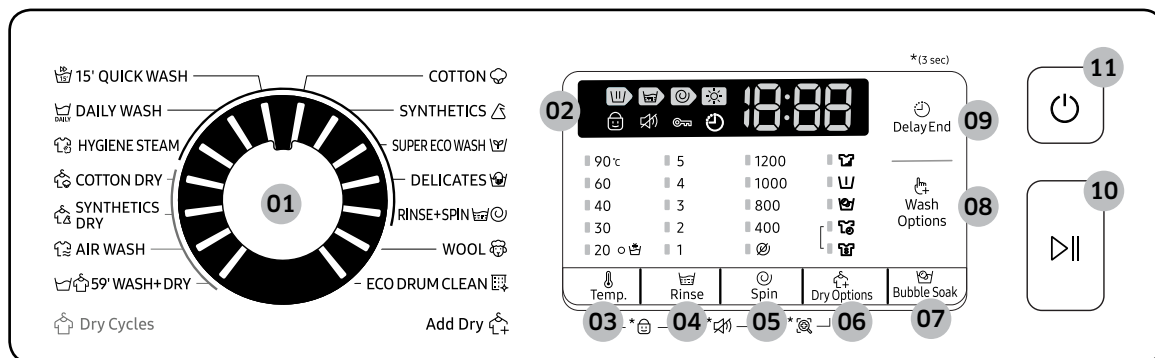 15' QUICK WASH
DAILY WASH
DAILY
HYGIENE STEAM
COTTON DRY
SYNTHETICS
DRY
AIR WASH
59' WASH+DRY
Dry Cycles
01
COTTON
SYNTHETICS
SUPER ECO WASH
DELICATES
RINSE+SPIN
WOOL
ECO DRUM CLEAN
Add Dry
*(3 sec)
02
18:88
90℃ 5 1200
60 4 1000
40 3 800
30 2 400
20 1
Delay End
09
Wash
Options
08
Temp. Rinse Spin Dry Options Bubble Soak
03 * 04 * 05 * 06 07
11
10